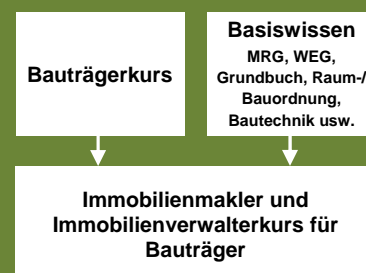 Bauträgerkurs
Basiswissen
MRG, WEG,
Grundbuch, Raum-/
Bauordnung,
Bautechnik usw.
Immobilienmakler und
Immobilienverwalterkurs für
Bauträger